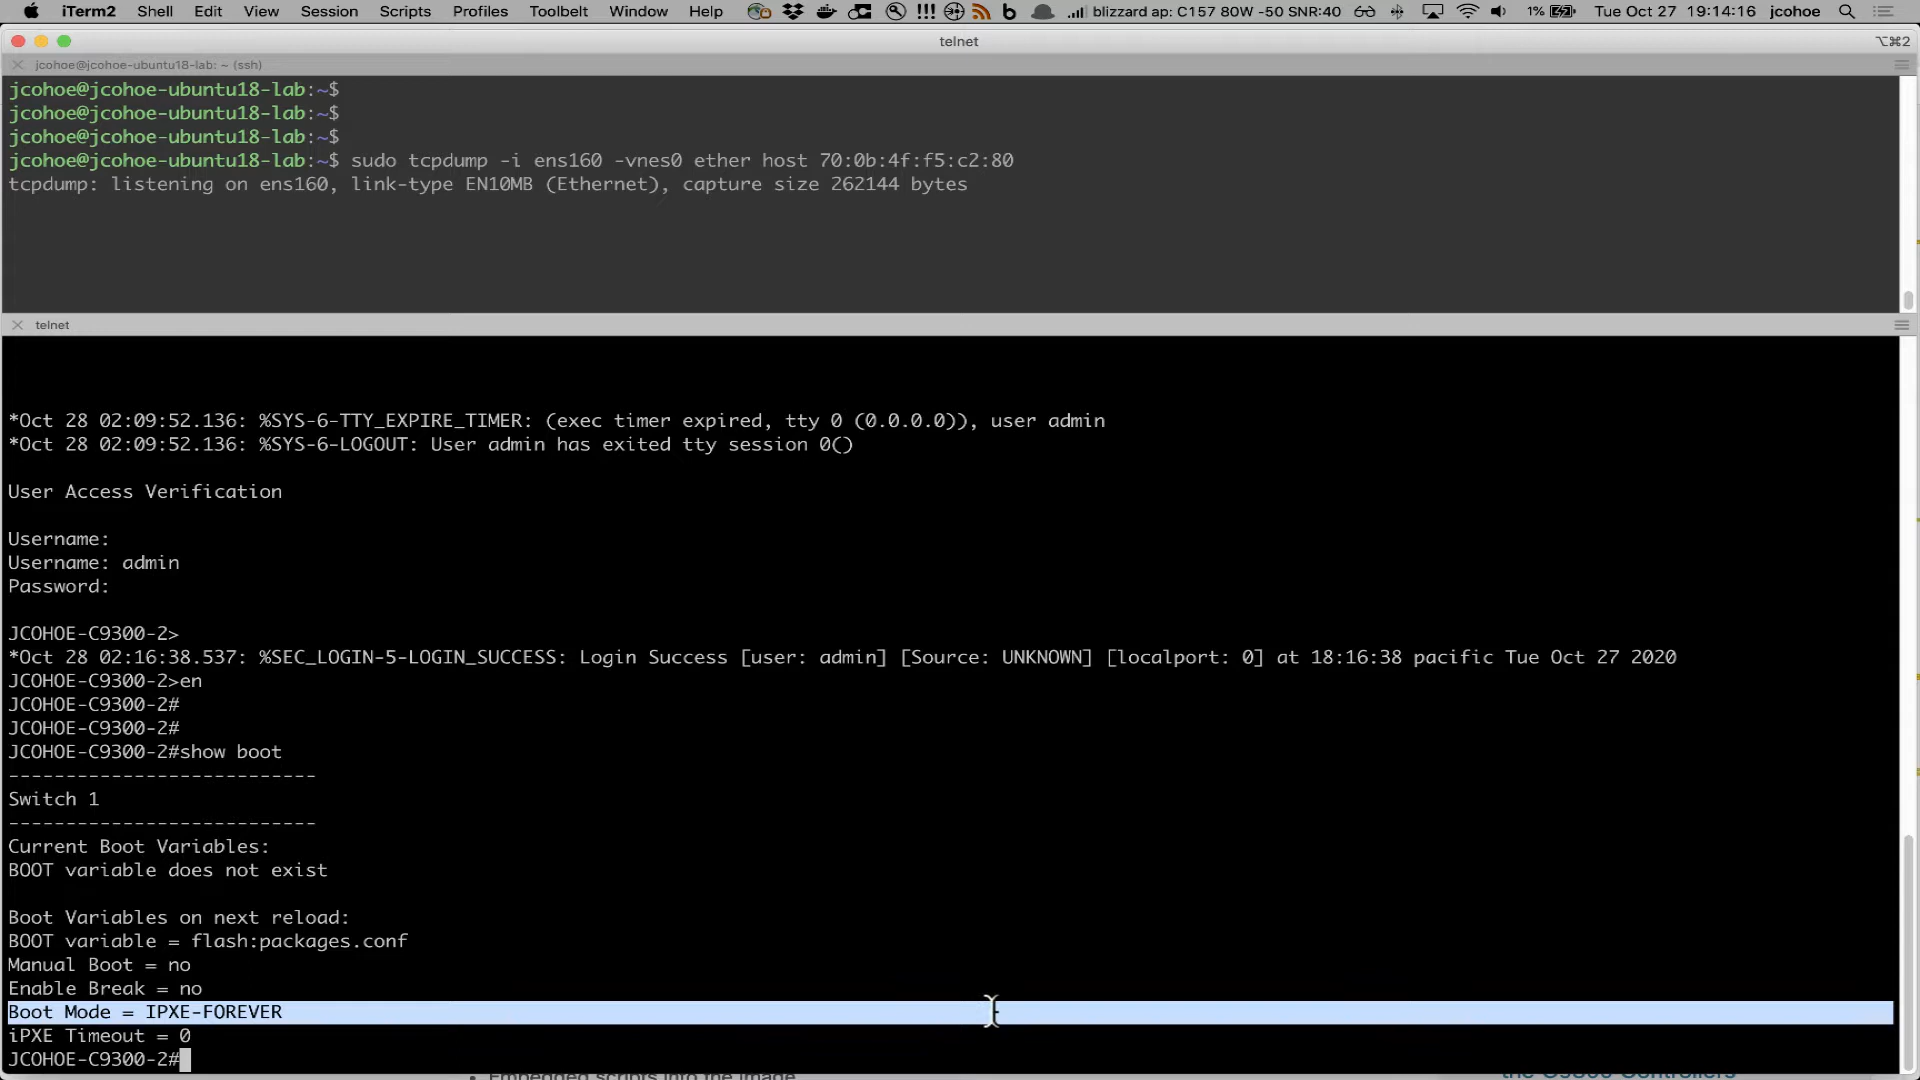 iTerm2 Shell Edit View Session Scripts Profiles Toolbelt Window Help !!! b blizzard ap: C157 80W -50 SNR:40 1% Tue Oct 27 19:14:16 jcohoe
telnet ⌥⌘2
jcohoe@jcohoe-ubuntu18-lab: ~ (ssh)
jcohoe@jcohoe-ubuntu18-lab:~$
jcohoe@jcohoe-ubuntu18-lab:~$
jcohoe@jcohoe-ubuntu18-lab:~$
jcohoe@jcohoe-ubuntu18-lab:~$ sudo tcpdump -i ens160 -vnes0 ether host 70:0b:4f:f5:c2:80
tcpdump: listening on ens160, link-type EN10MB (Ethernet), capture size 262144 bytes
telnet
*Oct 28 02:09:52.136: %SYS-6-TTY_EXPIRE_TIMER: (exec timer expired, tty 0 (0.0.0.0)), user admin
*Oct 28 02:09:52.136: %SYS-6-LOGOUT: User admin has exited tty session 0()
User Access Verification
Username:
Username: admin
Password:
JCOHOE-C9300-2>
*Oct 28 02:16:38.537: %SEC_LOGIN-5-LOGIN_SUCCESS: Login Success [user: admin] [Source: UNKNOWN] [localport: 0] at 18:16:38 pacific Tue Oct 27 2020
JCOHOE-C9300-2>en
JCOHOE-C9300-2#
JCOHOE-C9300-2#
JCOHOE-C9300-2#show boot
---------------------------
Switch 1
---------------------------
Current Boot Variables:
BOOT variable does not exist
Boot Variables on next reload:
BOOT variable = flash:packages.conf
Manual Boot = no
Enable Break = no
Boot Mode = IPXE-FOREVER
iPXE Timeout = 0
JCOHOE-C9300-2#
Embedded scripts into the image